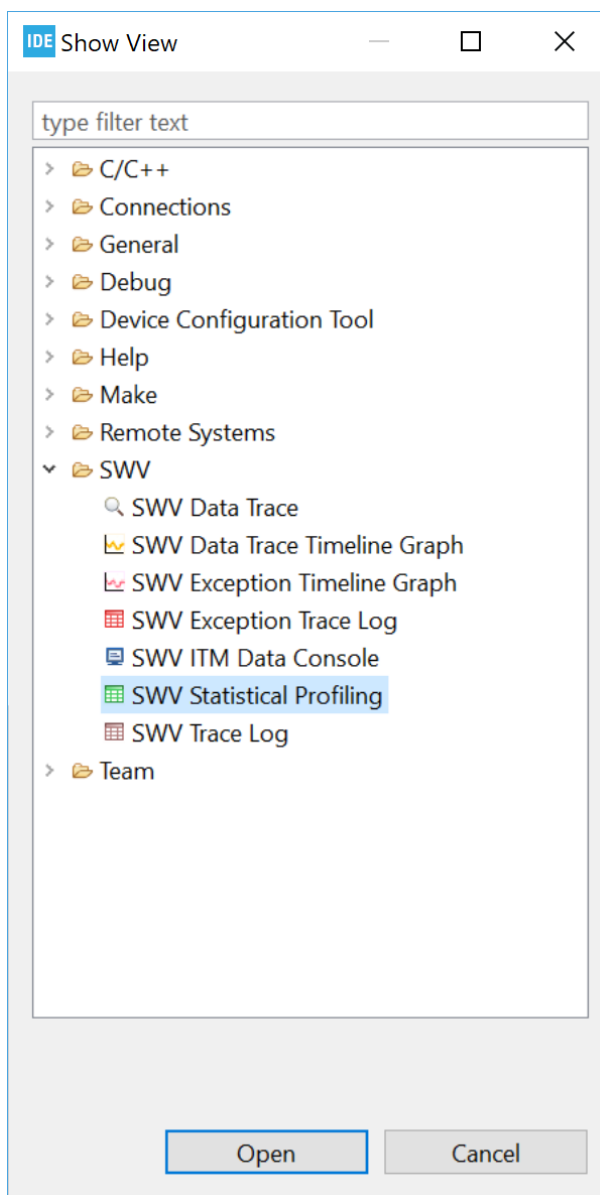 IDE Show View
type filter text
C/C++
Connections
General
Debug
Device Configuration Tool
Help
Make
Remote Systems
SWV
SWV Data Trace
SWV Data Trace Timeline Graph
SWV Exception Timeline Graph
SWV Exception Trace Log
SWV ITM Data Console
SWV Statistical Profiling
SWV Trace Log
Team
Open Cancel